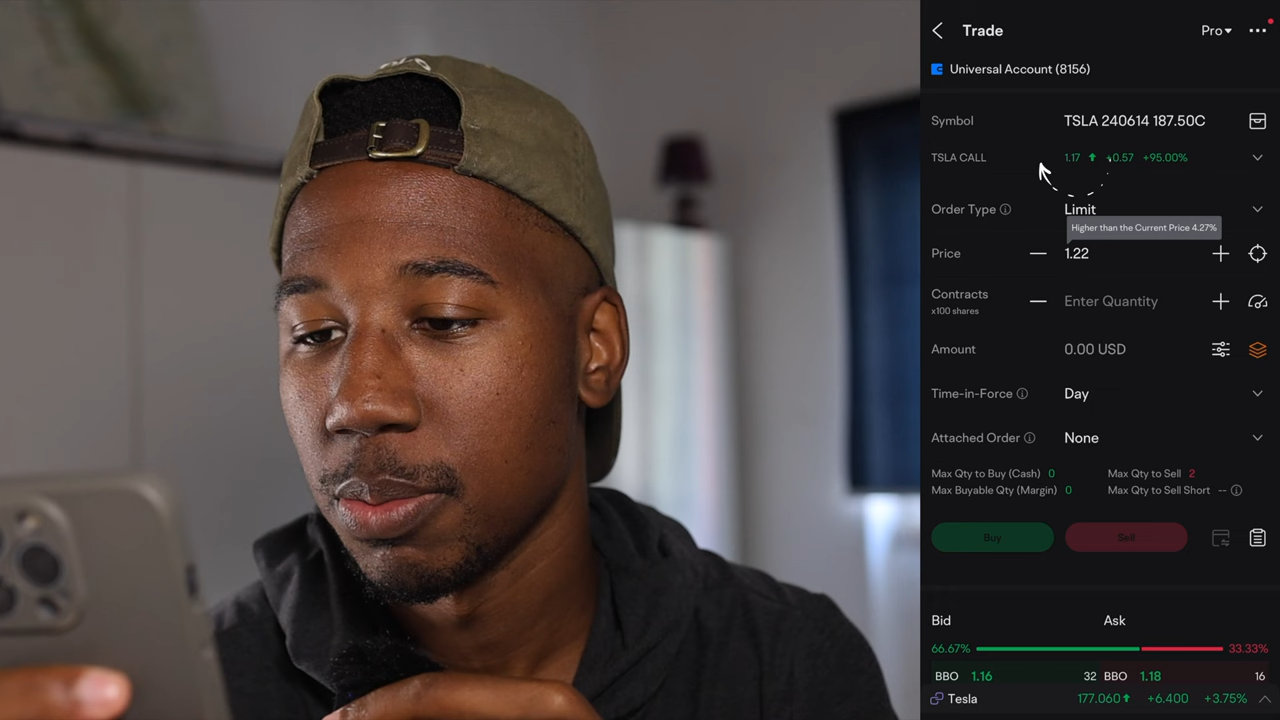 Trade
Pro
Universal Account (8156)
Symbol TSLA 240614 187.50C
TSLA CALL 1.17 +0.57 +95.00%
Order Type Limit
Higher than the Current Price 4.27%
Price 1.22
Contracts Enter Quantity
x100 shares
Amount 0.00 USD
Time-in-Force Day
Attached Order None
Max Qty to Buy (Cash) 0 Max Qty to Sell 2
Max Buyable Qty (Margin) 0 Max Qty to Sell Short --
Buy Sell
Bid Ask
66.67% 33.33%
BBO 1.16 32 BBO 1.18 16
Tesla 177.060 +6.400 +3.75%